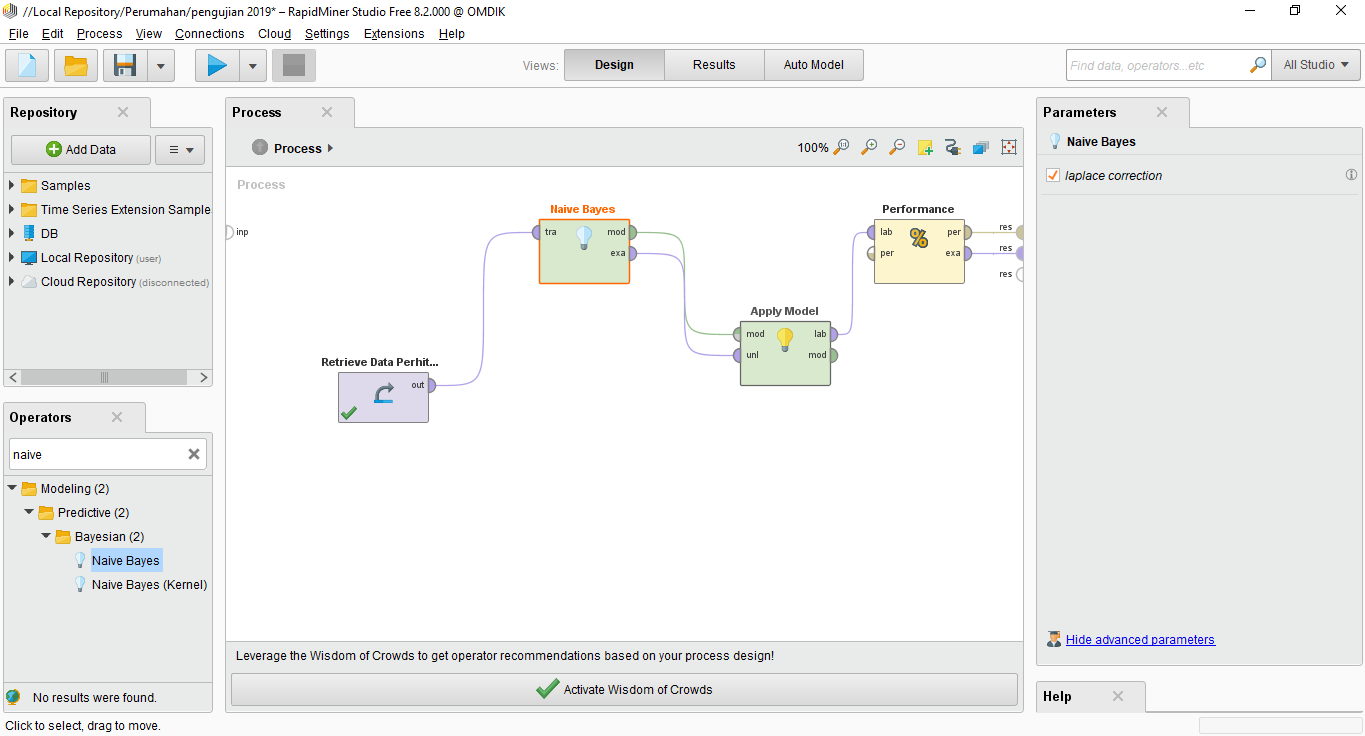 //Local Repository/Perumahan/pengujian 2019* – RapidMiner Studio Free 8.2.000 @ OMDIK
File Edit Process View Connections Cloud Settings Extensions Help
Views: Design Results Auto Model
Find data, operators...etc
All Studio
Repository
Add Data
Samples
Time Series Extension Sample
DB
Local Repository (user)
Cloud Repository (disconnected)
Operators
naive
Modeling (2)
Predictive (2)
Bayesian (2)
Naive Bayes
Naive Bayes (Kernel)
No results were found.
Click to select, drag to move.
Process
Process
100%
Process
inp
Retrieve Data Perhit...
out
Naive Bayes
tra mod
exa
Apply Model
mod lab
unl mod
Performance
lab per
per exa
res
res
res
Leverage the Wisdom of Crowds to get operator recommendations based on your process design!
Activate Wisdom of Crowds
Parameters
Naive Bayes
laplace correction
Hide advanced parameters
Help